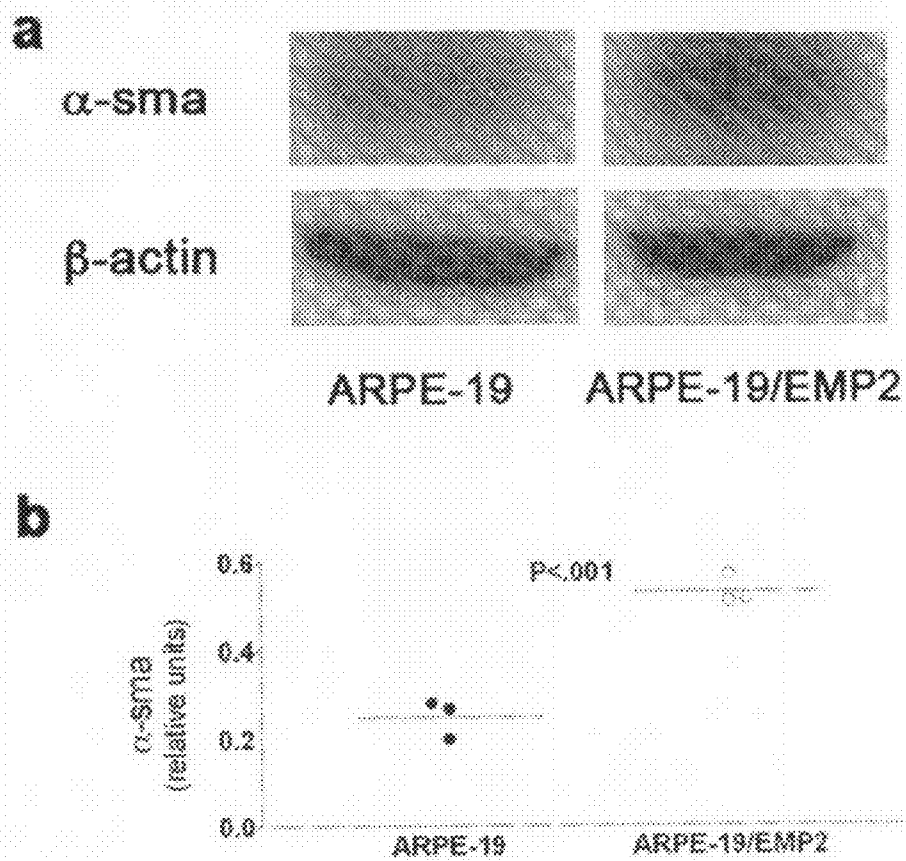 a
α-sma
β-actin
ARPE-19 ARPE-19/EMP2
b
α-sma
(relative units)
0.6
0.4
0.2
0.0
P<.001
ARPE-19 ARPE-19/EMP2